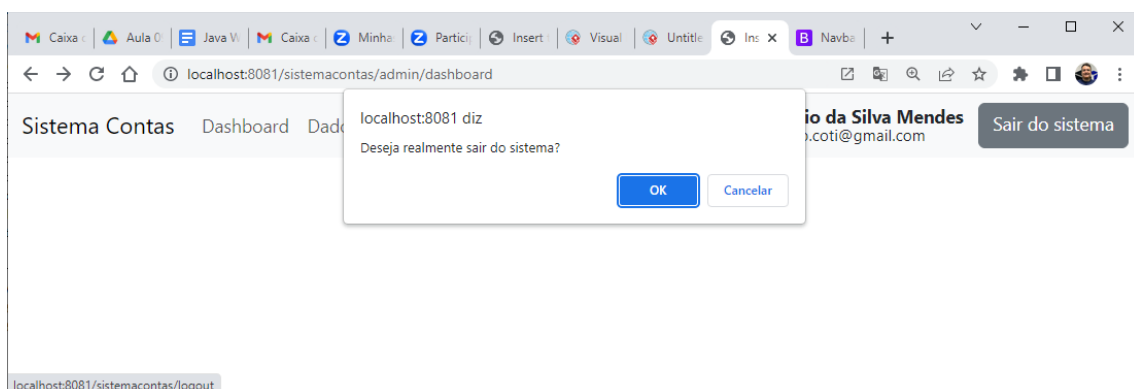 Caixa Aula 0 Java W Caixa Minha Particip Insert Visual Untitle Ins Navba
localhost:8081/sistemacontas/admin/dashboard
localhost:8081 diz
Deseja realmente sair do sistema?
OK Cancelar
Sistema Contas Dashboard Dado io da Silva Mendes Sair do sistema
o.coti@gmail.com
localhost:8081/sistemacontas/logout